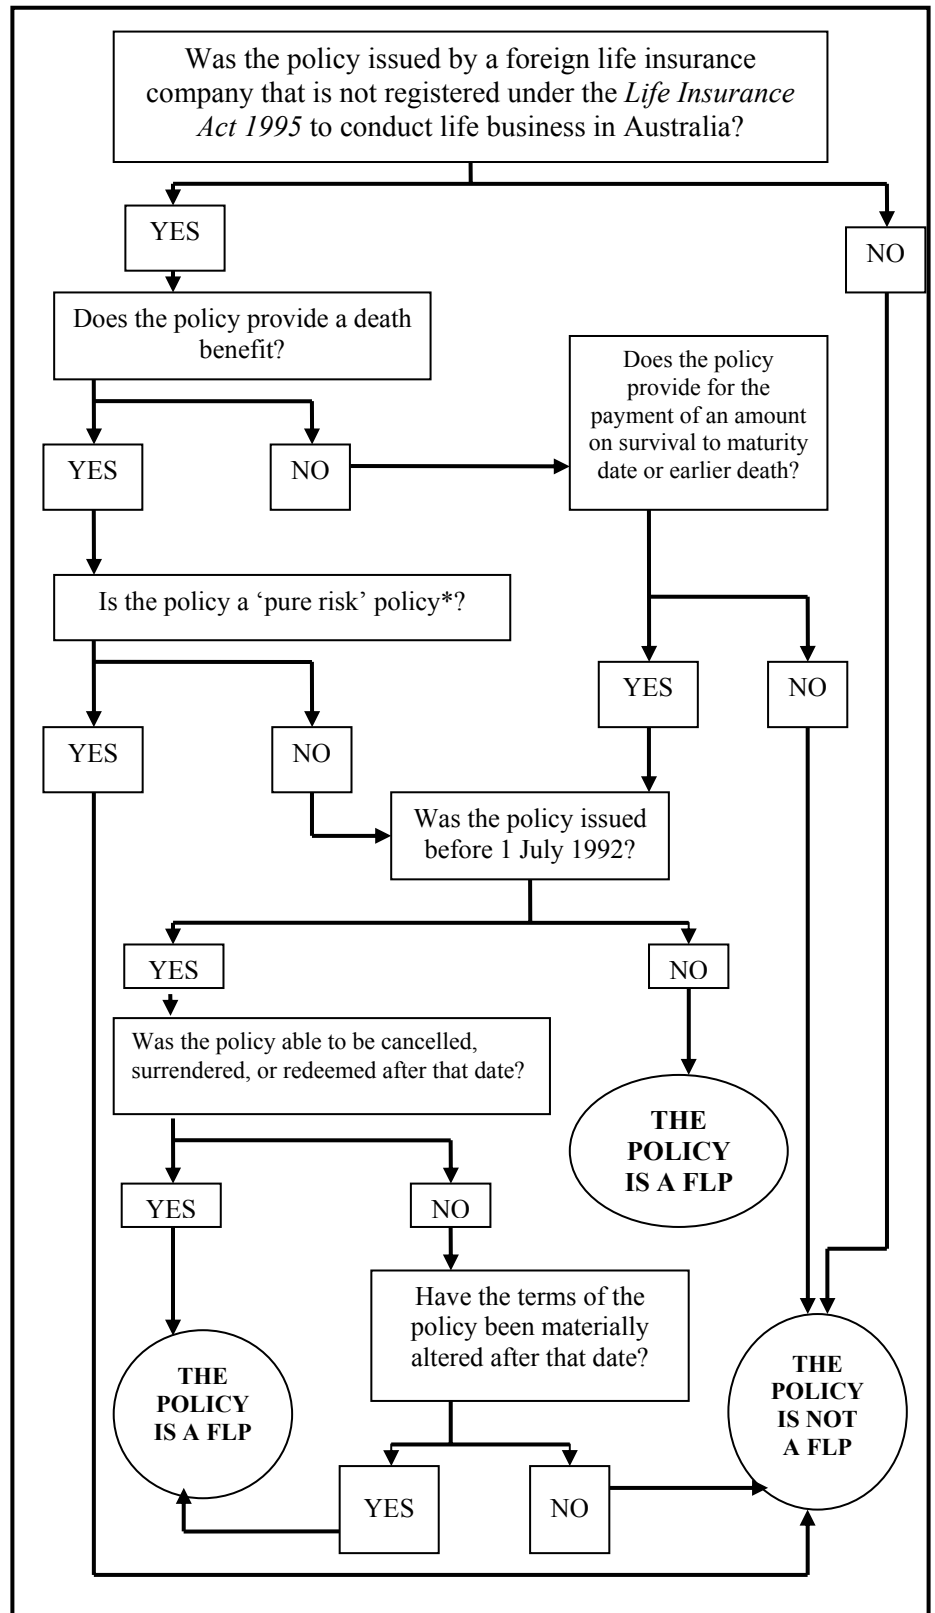 Was the policy issued by a foreign life insurance
company that is not registered under the Life Insurance
Act 1995 to conduct life business in Australia?
YES
NO
Does the policy provide a death
benefit?
Does the policy
provide for the
payment of an amount
on survival to maturity
date or earlier death?
YES
NO
Is the policy a ‘pure risk’ policy*?
YES
NO
YES
NO
Was the policy issued
before 1 July 1992?
YES
NO
Was the policy able to be cancelled,
surrendered, or redeemed after that date?
THE
POLICY
IS A FLP
YES
NO
Have the terms of the
policy been materially
altered after that date?
THE
POLICY
IS A FLP
THE
POLICY
IS NOT
A FLP
YES
NO